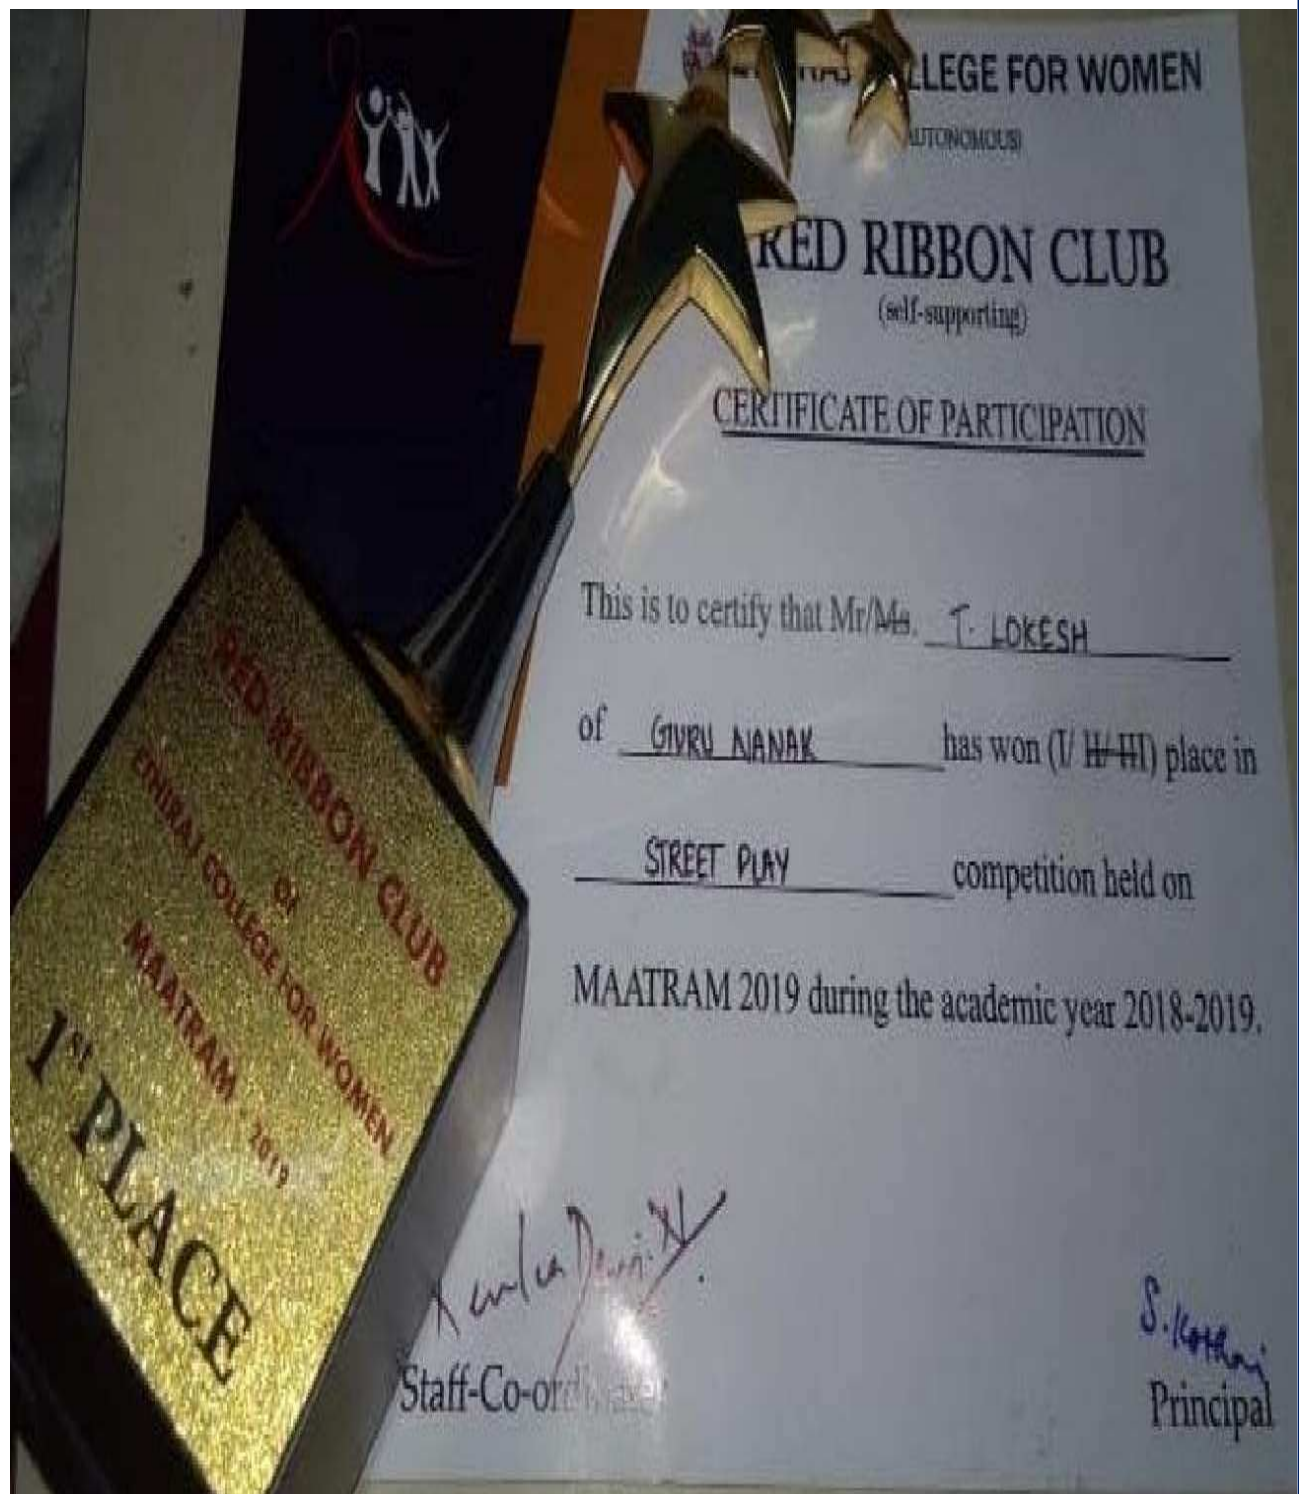 LLEGE FOR WOMEN
AUTONOMOUS)
RED RIBBON CLUB
(self-supporting)
CERTIFICATE OF PARTICIPATION
This is to certify that Mr/Ms. T. LOKESH
of GURU NANAK has won (I/ II/ III) place in
STREET PLAY competition held on
MAATRAM 2019 during the academic year 2018-2019.
Staff-Co-ordinator
S. Kothai
Principal
RED RIBBON CLUB
of
ETHIRAJ COLLEGE FOR WOMEN
MAATRAM - 2019
1st PLACE